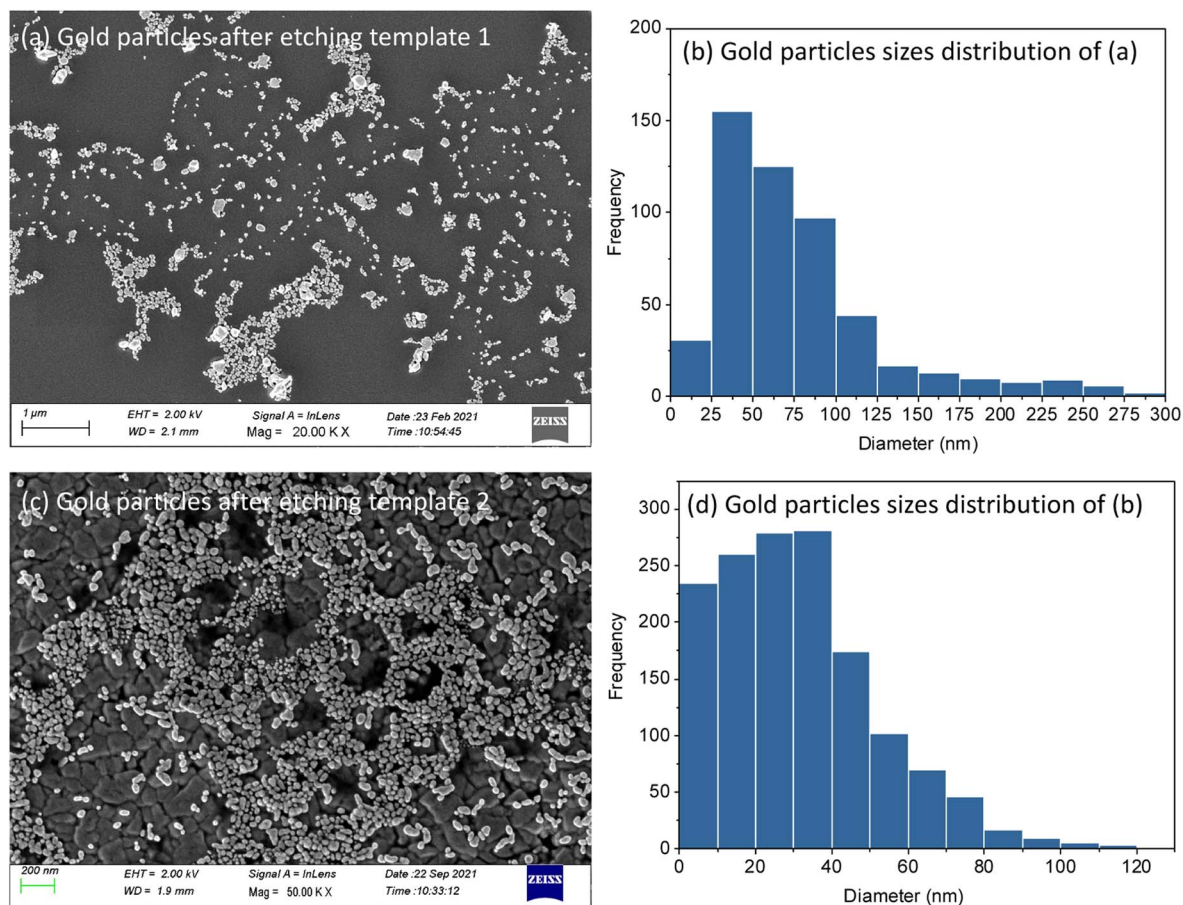 (a) Gold particles after etching template 1
1 µm
EHT = 2.00 kV
WD = 2.1 mm
Signal A = InLens
Mag = 20.00 K X
Date :23 Feb 2021
Time :10:54:45
ZEISS
(b) Gold particles sizes distribution of (a)
Frequency
200
150
100
50
0
0 25 50 75 100 125 150 175 200 225 250 275 300
Diameter (nm)
(c) Gold particles after etching template 2
200 nm
EHT = 2.00 kV
WD = 1.9 mm
Signal A = InLens
Mag = 50.00 K X
Date :22 Sep 2021
Time :10:33:12
ZEISS
(d) Gold particles sizes distribution of (b)
Frequency
300
250
200
150
100
50
0
0 20 40 60 80 100 120
Diameter (nm)